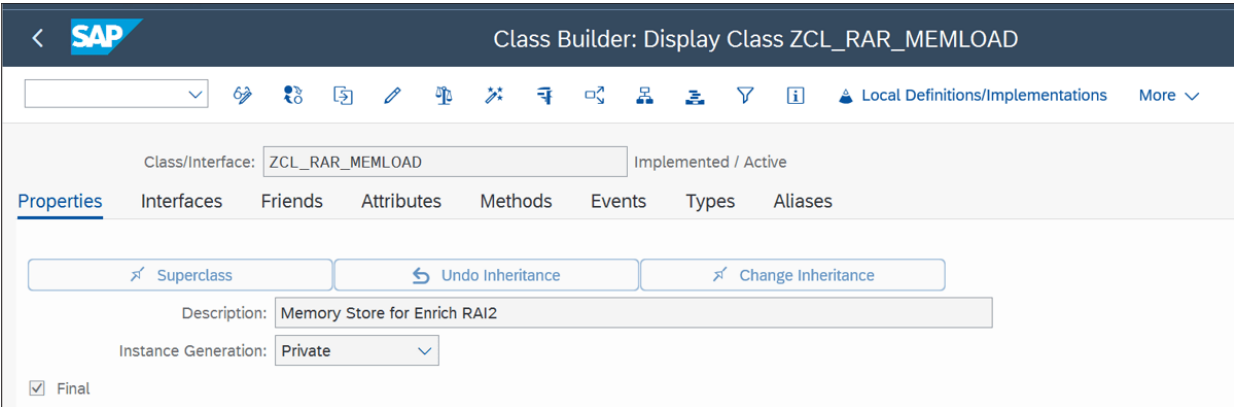 SAP Class Builder: Display Class ZCL_RAR_MEMLOAD
Local Definitions/Implementations More
Class/Interface: ZCL_RAR_MEMLOAD Implemented / Active
Properties Interfaces Friends Attributes Methods Events Types Aliases
Superclass Undo Inheritance Change Inheritance
Description: Memory Store for Enrich RAI2
Instance Generation: Private
Final